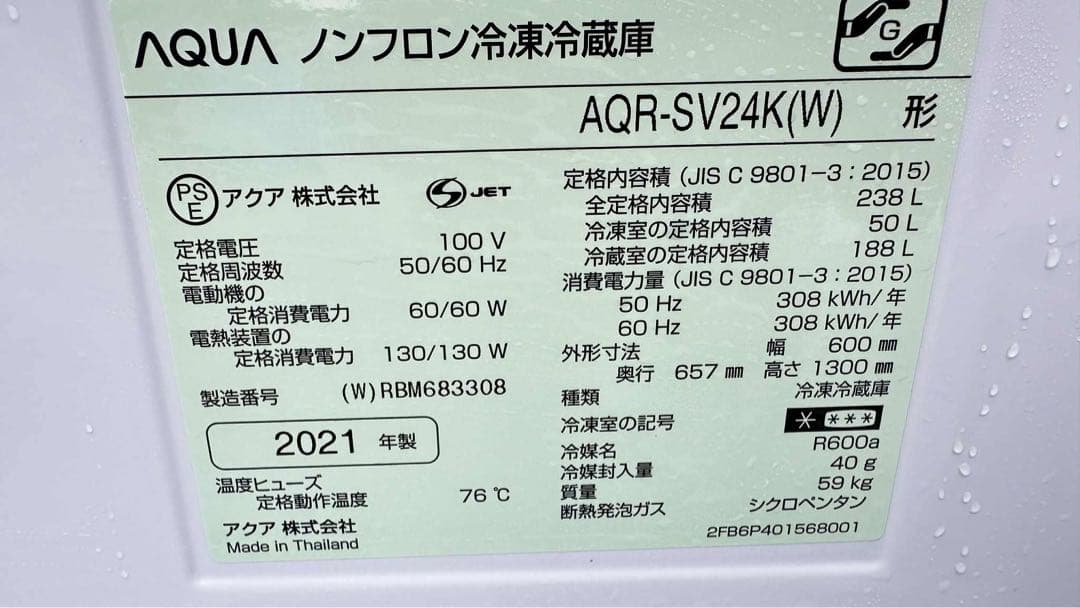 AQUA ノンフロン冷凍冷蔵庫
G
AQR-SV24K(W) 形
PS
E
アクア 株式会社
S JET
定格電圧 100 V
定格周波数 50/60 Hz
電動機の
定格消費電力 60/60 W
電熱装置の
定格消費電力 130/130 W
製造番号 (W)RBM683308
2021 年製
温度ヒューズ
定格動作温度 76 ℃
アクア 株式会社
Made in Thailand
定格内容積 (JIS C 9801-3:2015)
全定格内容積 238 L
冷凍室の定格内容積 50 L
冷蔵室の定格内容積 188 L
消費電力量 (JIS C 9801-3:2015)
50 Hz 308 kWh/年
60 Hz 308 kWh/年
外形寸法 幅 600 mm
奥行 657 mm 高さ 1300 mm
種類 冷凍冷蔵庫
冷凍室の記号 * ***
冷媒名 R600a
冷媒封入量 40 g
質量 59 kg
断熱発泡ガス シクロペンタン
2FB6P401568001